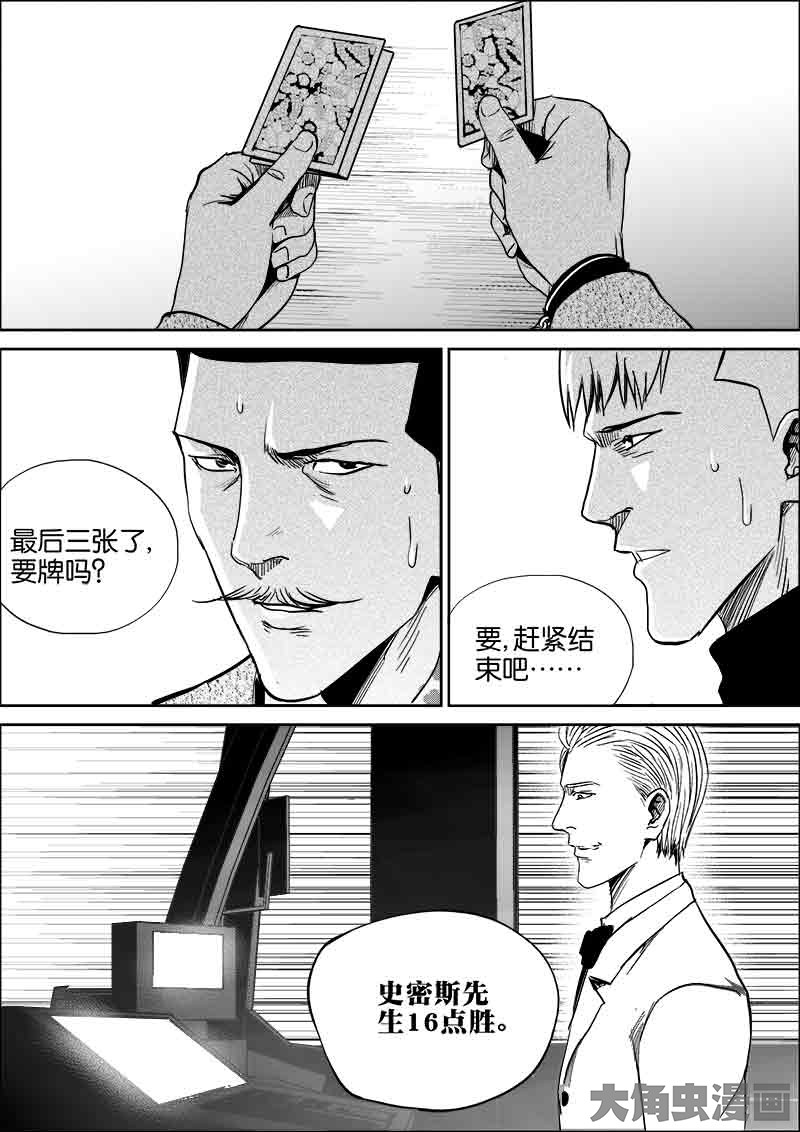 最后三张了，
要牌吗？
要，赶紧结
束吧……
史密斯先
生16点胜。
大角虫漫画